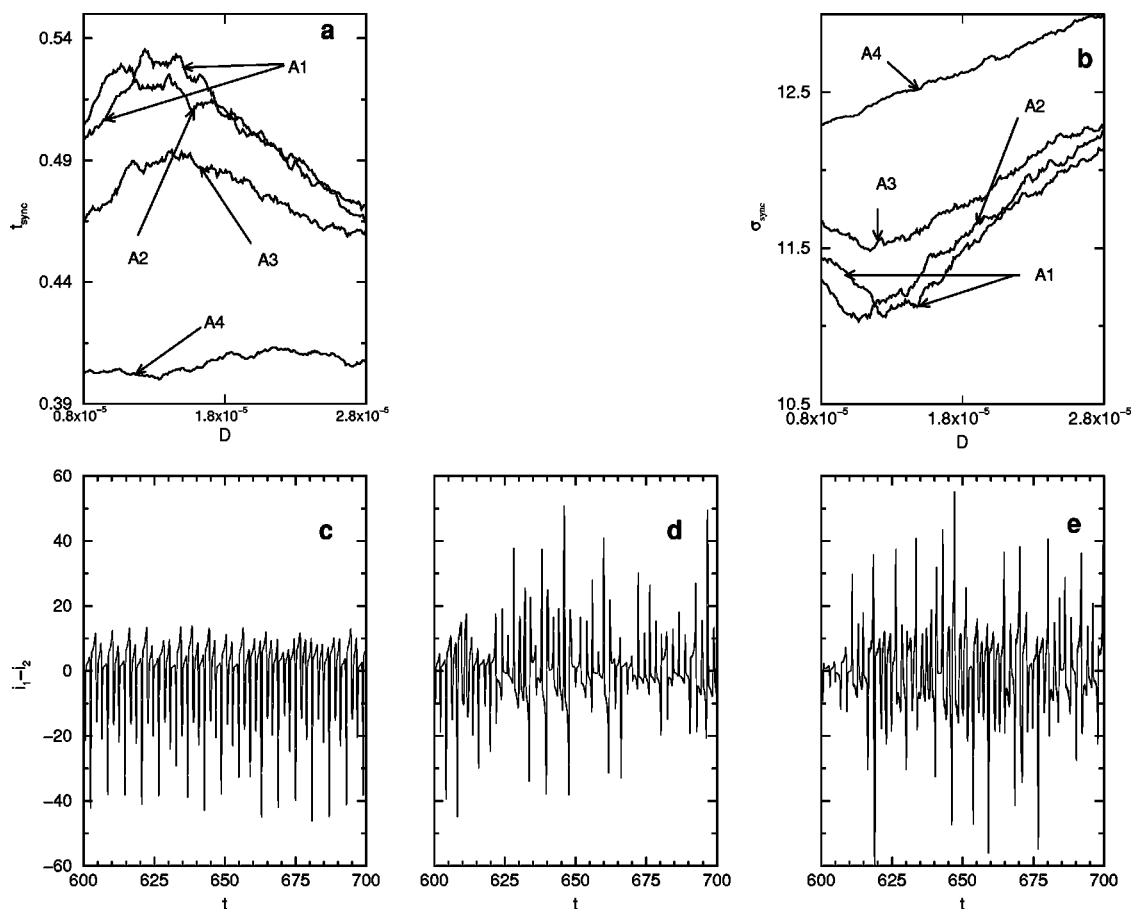 a
0.54
0.49
0.44
0.39
t_sync
A1
A2
A3
A4
0.8x10⁻⁵
1.8x10⁻⁵
2.8x10⁻⁵
D
b
12.5
11.5
10.5
σ_sync
A4
A2
A3
A1
0.8x10⁻⁵
1.8x10⁻⁵
2.8x10⁻⁵
D
c
60
40
20
0
−20
−40
−60
i₁−i₂
600
625
650
675
700
t
d
600
625
650
675
700
t
e
600
625
650
675
700
t